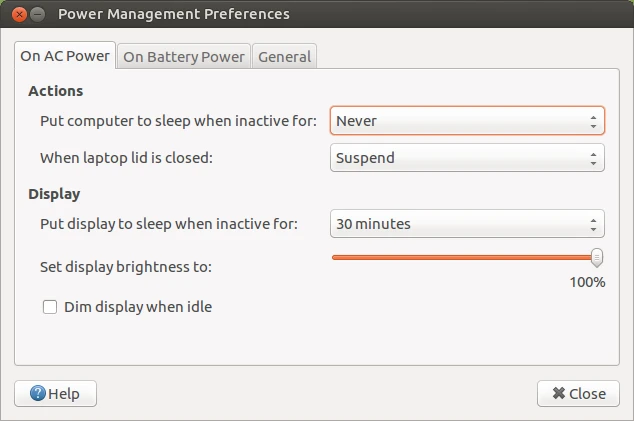 Power Management Preferences
On AC Power On Battery Power General
Actions
Put computer to sleep when inactive for: Never
When laptop lid is closed: Suspend
Display
Put display to sleep when inactive for: 30 minutes
Set display brightness to:
100%
Dim display when idle
Help Close